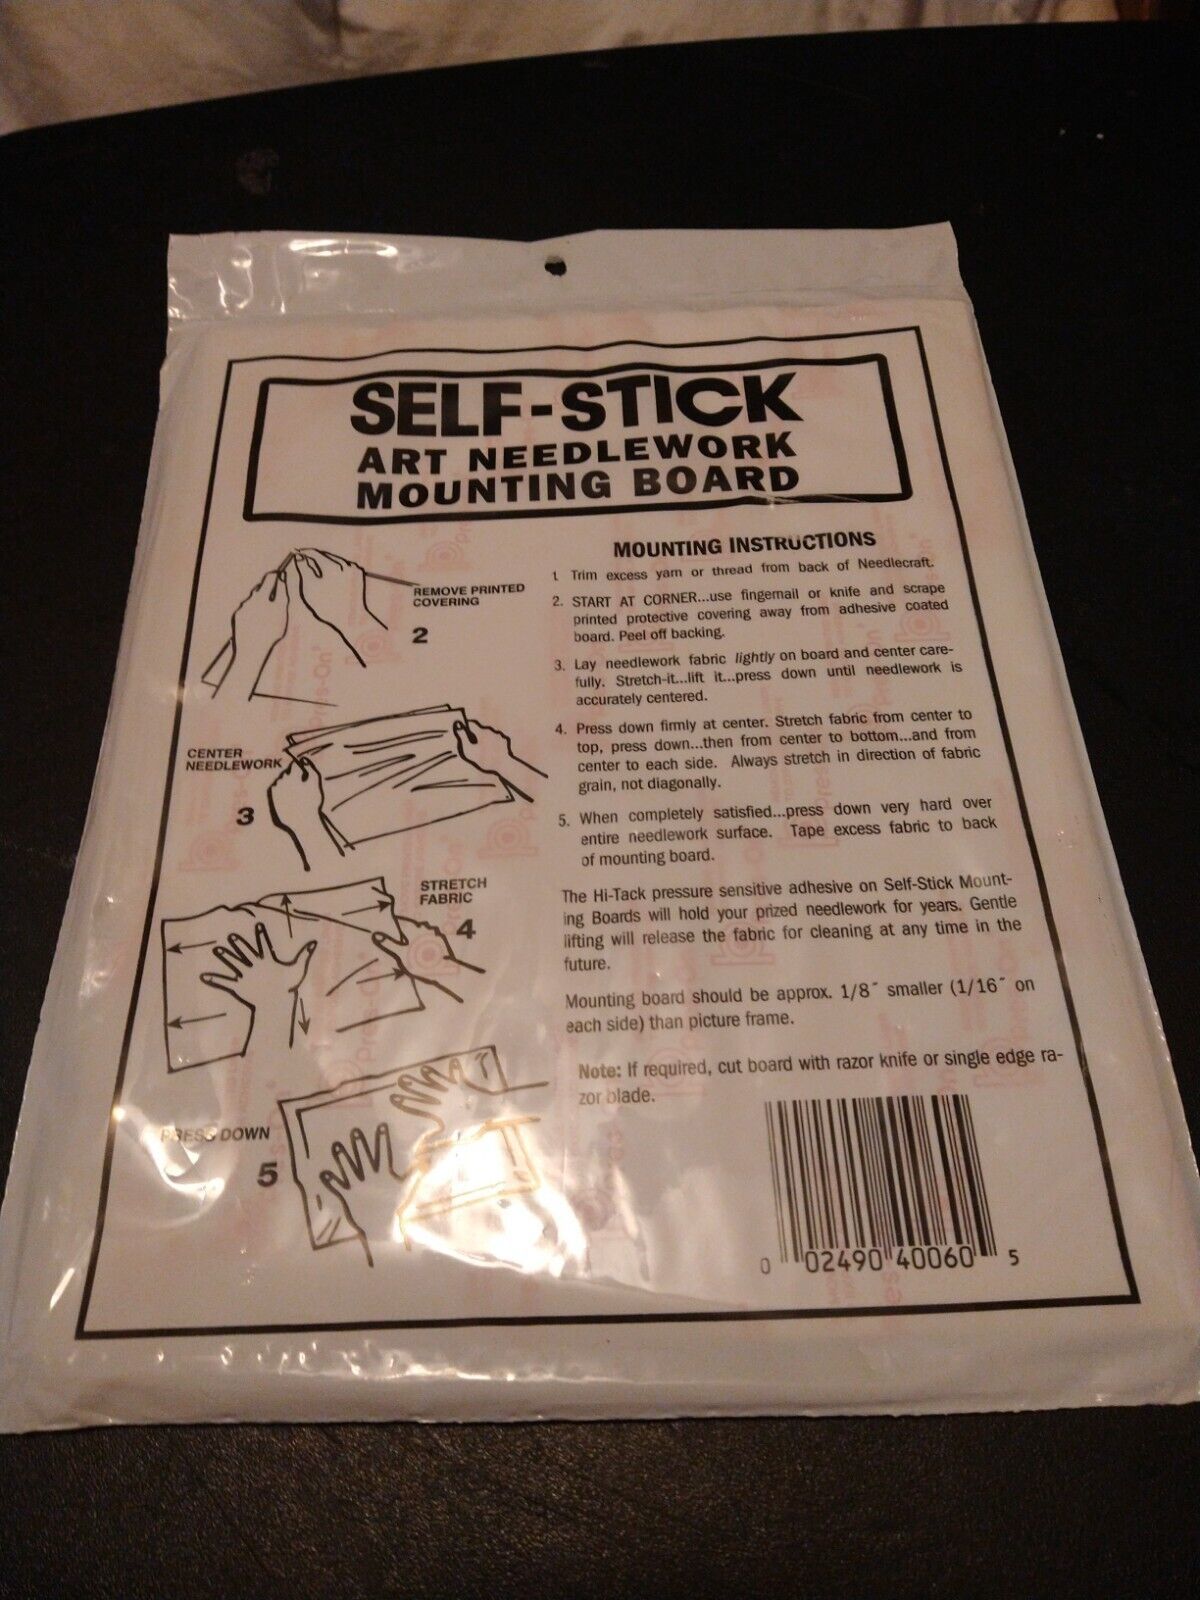 SELF-STICK
ART NEEDLEWORK
MOUNTING BOARD
REMOVE PRINTED
COVERING
2
CENTER
NEEDLEWORK
3
STRETCH
FABRIC
4
PRESS DOWN
5
MOUNTING INSTRUCTIONS
1 Trim excess yarn or thread from back of Needlecraft.
2. START AT CORNER...use fingernail or knife and scrape
printed protective covering away from adhesive coated
board. Peel off backing.
3. Lay needlework fabric lightly on board and center care-
fully. Stretch-it...lift it...press down until needlework is
accurately centered.
4. Press down firmly at center. Stretch fabric from center to
top, press down...then from center to bottom...and from
center to each side. Always stretch in direction of fabric
grain, not diagonally.
5. When completely satisfied...press down very hard over
entire needlework surface. Tape excess fabric to back
of mounting board.
The Hi-Tack pressure sensitive adhesive on Self-Stick Mount-
ing Boards will hold your prized needlework for years. Gentle
lifting will release the fabric for cleaning at any time in the
future.
Mounting board should be approx. 1/8″ smaller (1/16″ on
each side) than picture frame.
Note: If required, cut board with razor knife or single edge ra-
zor blade.
0 02490 40060 5